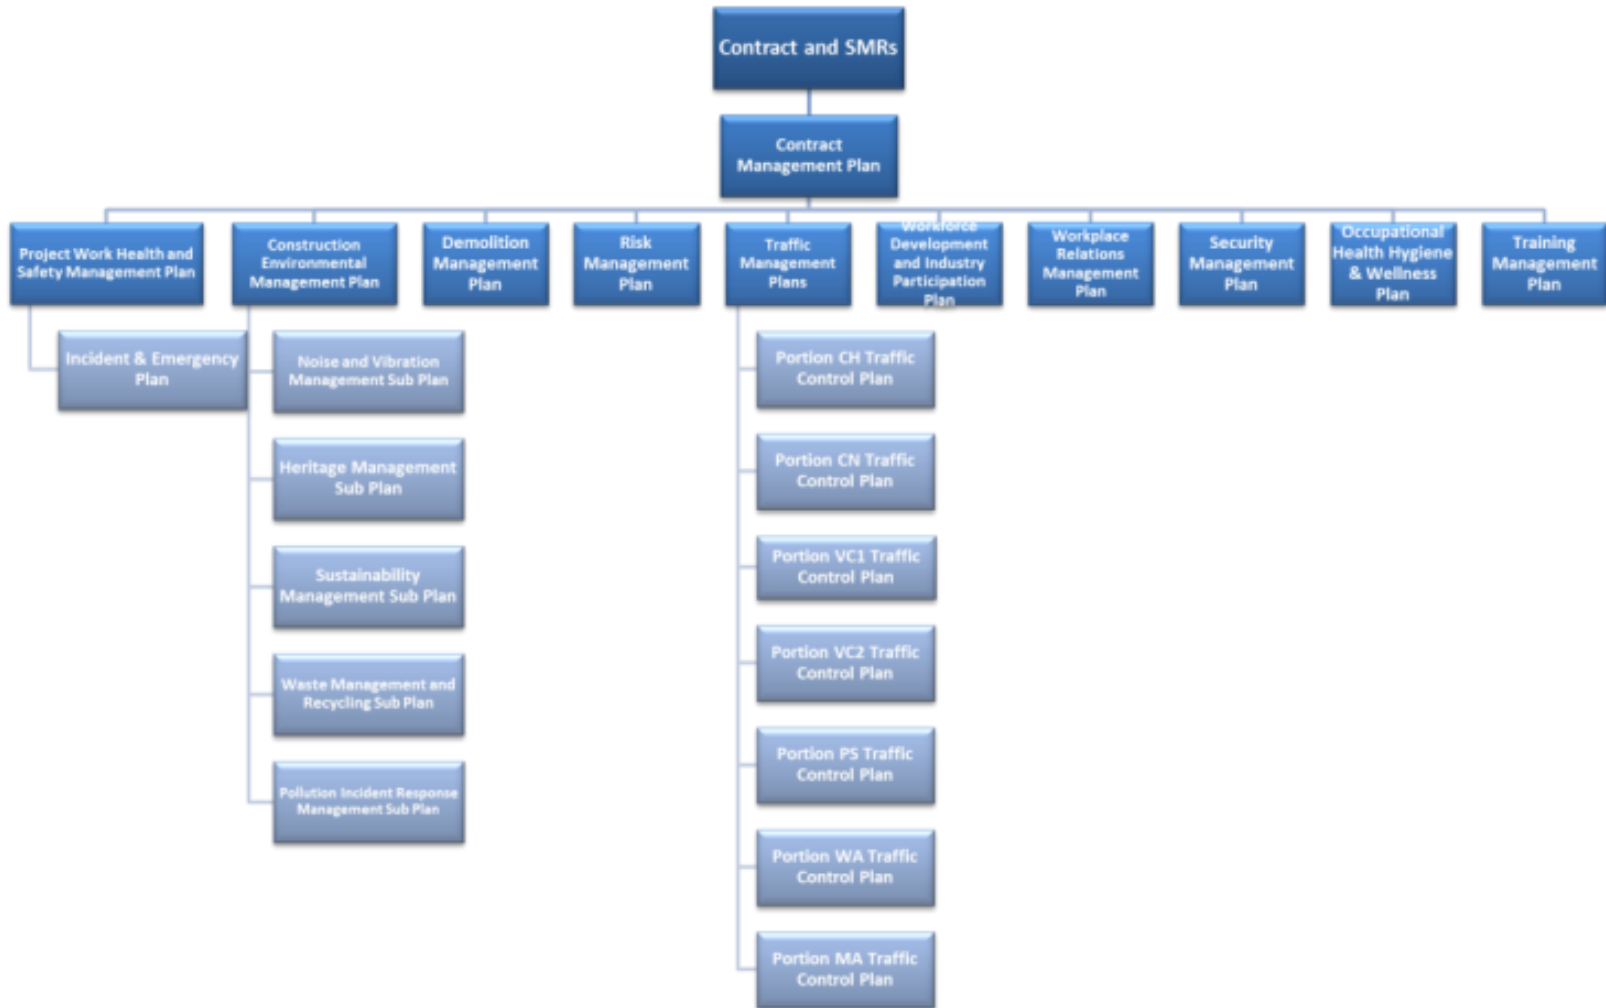 Contract and SMRs
Contract
Management Plan
Project Work Health and
Safety Management Plan
Construction
Environmental
Management Plan
Demolition
Management
Plan
Risk
Management
Plan
Traffic
Management
Plans
Workforce
Development
and Industry
Participation
Plan
Workplace
Relations
Management
Plan
Security
Management
Plan
Occupational
Health Hygiene
& Wellness
Plan
Training
Management
Plan
Incident & Emergency
Plan
Noise and Vibration
Management Sub Plan
Heritage Management
Sub Plan
Sustainability
Management Sub Plan
Waste Management and
Recycling Sub Plan
Pollution Incident Response
Management Sub Plan
Portion CH Traffic
Control Plan
Portion CN Traffic
Control Plan
Portion VC1 Traffic
Control Plan
Portion VC2 Traffic
Control Plan
Portion PS Traffic
Control Plan
Portion WA Traffic
Control Plan
Portion MA Traffic
Control Plan